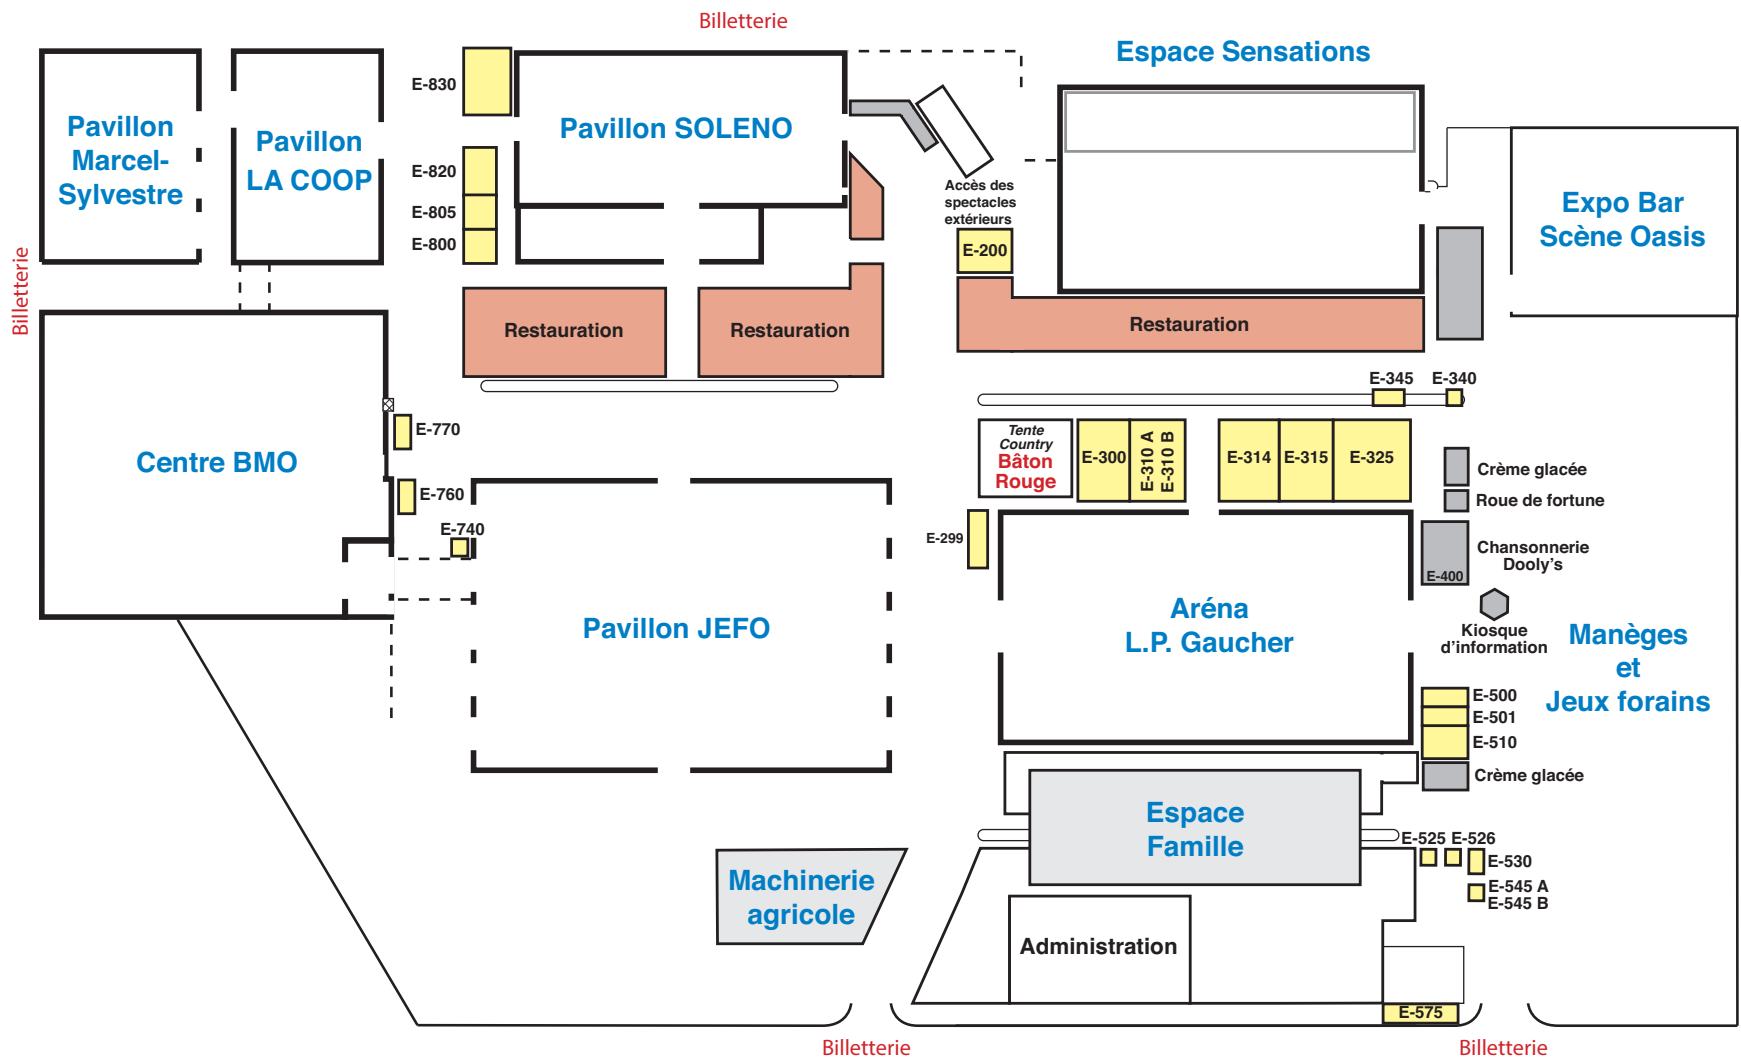 Billetterie
Espace Sensations
E-830
Pavillon
Marcel-
Sylvestre
Pavillon
LA COOP
Pavillon SOLENO
E-820
E-805
E-800
Accès des
spectacles
extérieurs
E-200
Expo Bar
Scène Oasis
Billetterie
Restauration
Restauration
Restauration
E-345
E-340
E-770
Centre BMO
E-760
E-740
Tente
Country
Bâton
Rouge
E-300
E-310 A
E-310 B
E-314
E-315
E-325
Crème glacée
Roue de fortune
E-299
Chansonnerie
Dooly's
E-400
Pavillon JEFO
Aréna
L.P. Gaucher
Kiosque
d'information
Manèges
et
Jeux forains
E-500
E-501
E-510
Crème glacée
Espace
Famille
E-525
E-526
E-530
E-545 A
E-545 B
Machinerie
agricole
Administration
E-575
Billetterie
Billetterie